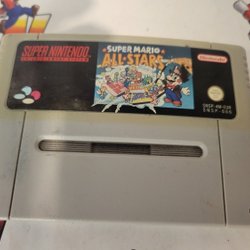 SUPER NINTENDO
ENTERTAINMENT SYSTEM
SUPER MARIO
ALL-STARS
Nintendo